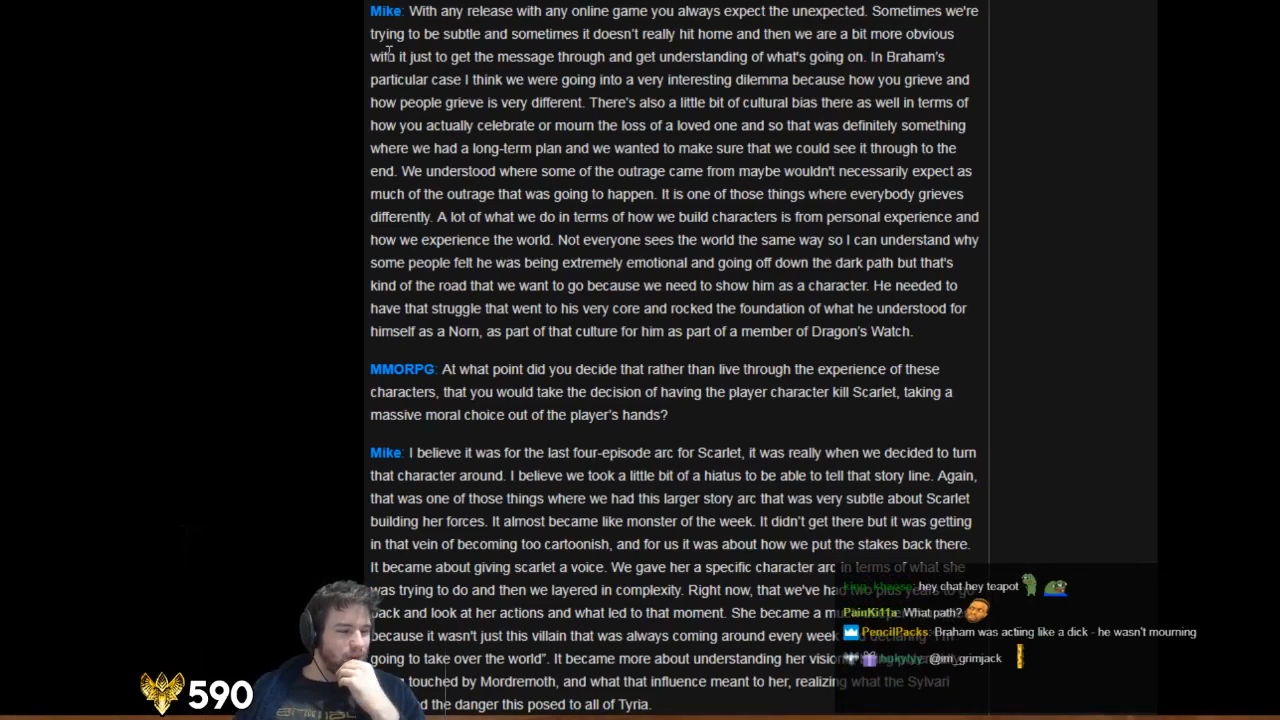 Mike: With any release with any online game you always expect the unexpected. Sometimes we're
trying to be subtle and sometimes it doesn't really hit home and then we are a bit more obvious
with it just to get the message through and get understanding of what's going on. In Braham's
particular case I think we were going into a very interesting dilemma because how you grieve and
how people grieve is very different. There's also a little bit of cultural bias there as well in terms of
how you actually celebrate or mourn the loss of a loved one and so that was definitely something
where we had a long-term plan and we wanted to make sure that we could see it through to the
end. We understood where some of the outrage came from maybe wouldn't necessarily expect as
much of the outrage that was going to happen. It is one of those things where everybody grieves
differently. A lot of what we do in terms of how we build characters is from personal experience and
how we experience the world. Not everyone sees the world the same way so I can understand why
some people felt he was being extremely emotional and going off down the dark path but that's
kind of the road that we want to go because we need to show him as a character. He needed to
have that struggle that went to his very core and rocked the foundation of what he understood for
himself as a Norn, as part of that culture for him as part of a member of Dragon's Watch.
MMORPG: At what point did you decide that rather than live through the experience of these
characters, that you would take the decision of having the player character kill Scarlet, taking a
massive moral choice out of the player's hands?
Mike: I believe it was for the last four-episode arc for Scarlet, it was really when we decided to turn
that character around. I believe we took a little bit of a hiatus to be able to tell that story line. Again,
that was one of those things where we had this larger story arc that was very subtle about Scarlet
building her forces. It almost became like monster of the week. It didn't get there but it was getting
in that vein of becoming too cartoonish, and for us it was about how we put the stakes back there.
It became about giving scarlet a voice. We gave her a specific character arc in terms of what she
was trying to do and then we layered in complexity. Right now, that we've had two plus years to go
back and look at her actions and what led to that moment. She became a
because it wasn't just this villain that was always coming around every week
going to take over the world". It became more about understanding her vision
touched by Mordremoth, and what that influence meant to her, realizing what the Sylvari
the danger this posed to all of Tyria.
hey chat hey teapot
PainKi11a: What path?
PencilPacks: Braham was actiing like a dick - he wasn't mourning
@im_grimjack
590